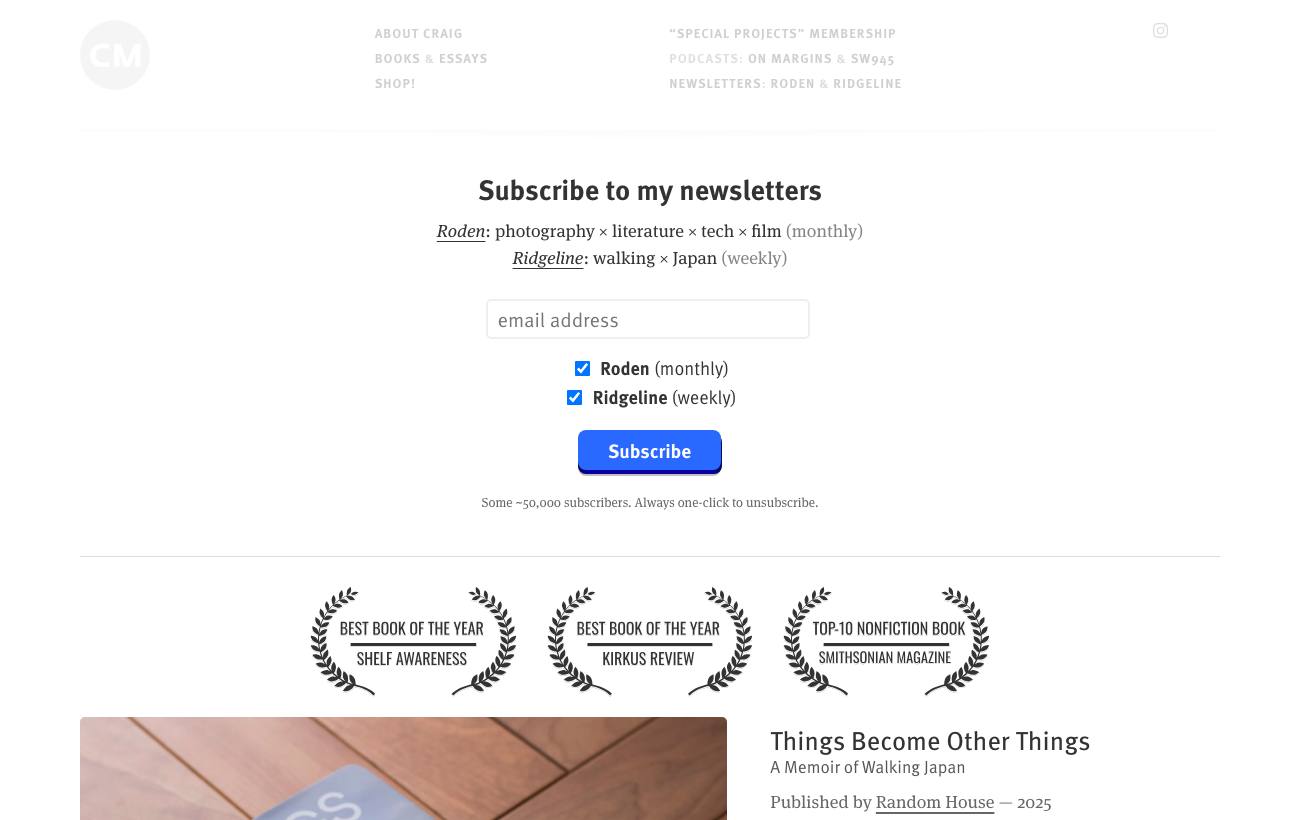 CM
ABOUT CRAIG
BOOKS & ESSAYS
SHOP!
“SPECIAL PROJECTS” MEMBERSHIP
PODCASTS: ON MARGINS & SW945
NEWSLETTERS: RODEN & RIDGELINE
Subscribe to my newsletters
Roden: photography × literature × tech × film (monthly)
Ridgeline: walking × Japan (weekly)
email address
Roden (monthly)
Ridgeline (weekly)
Subscribe
Some ~50,000 subscribers. Always one-click to unsubscribe.
BEST BOOK OF THE YEAR
SHELF AWARENESS
BEST BOOK OF THE YEAR
KIRKUS REVIEW
TOP-10 NONFICTION BOOK
SMITHSONIAN MAGAZINE
Things Become Other Things
A Memoir of Walking Japan
Published by Random House — 2025